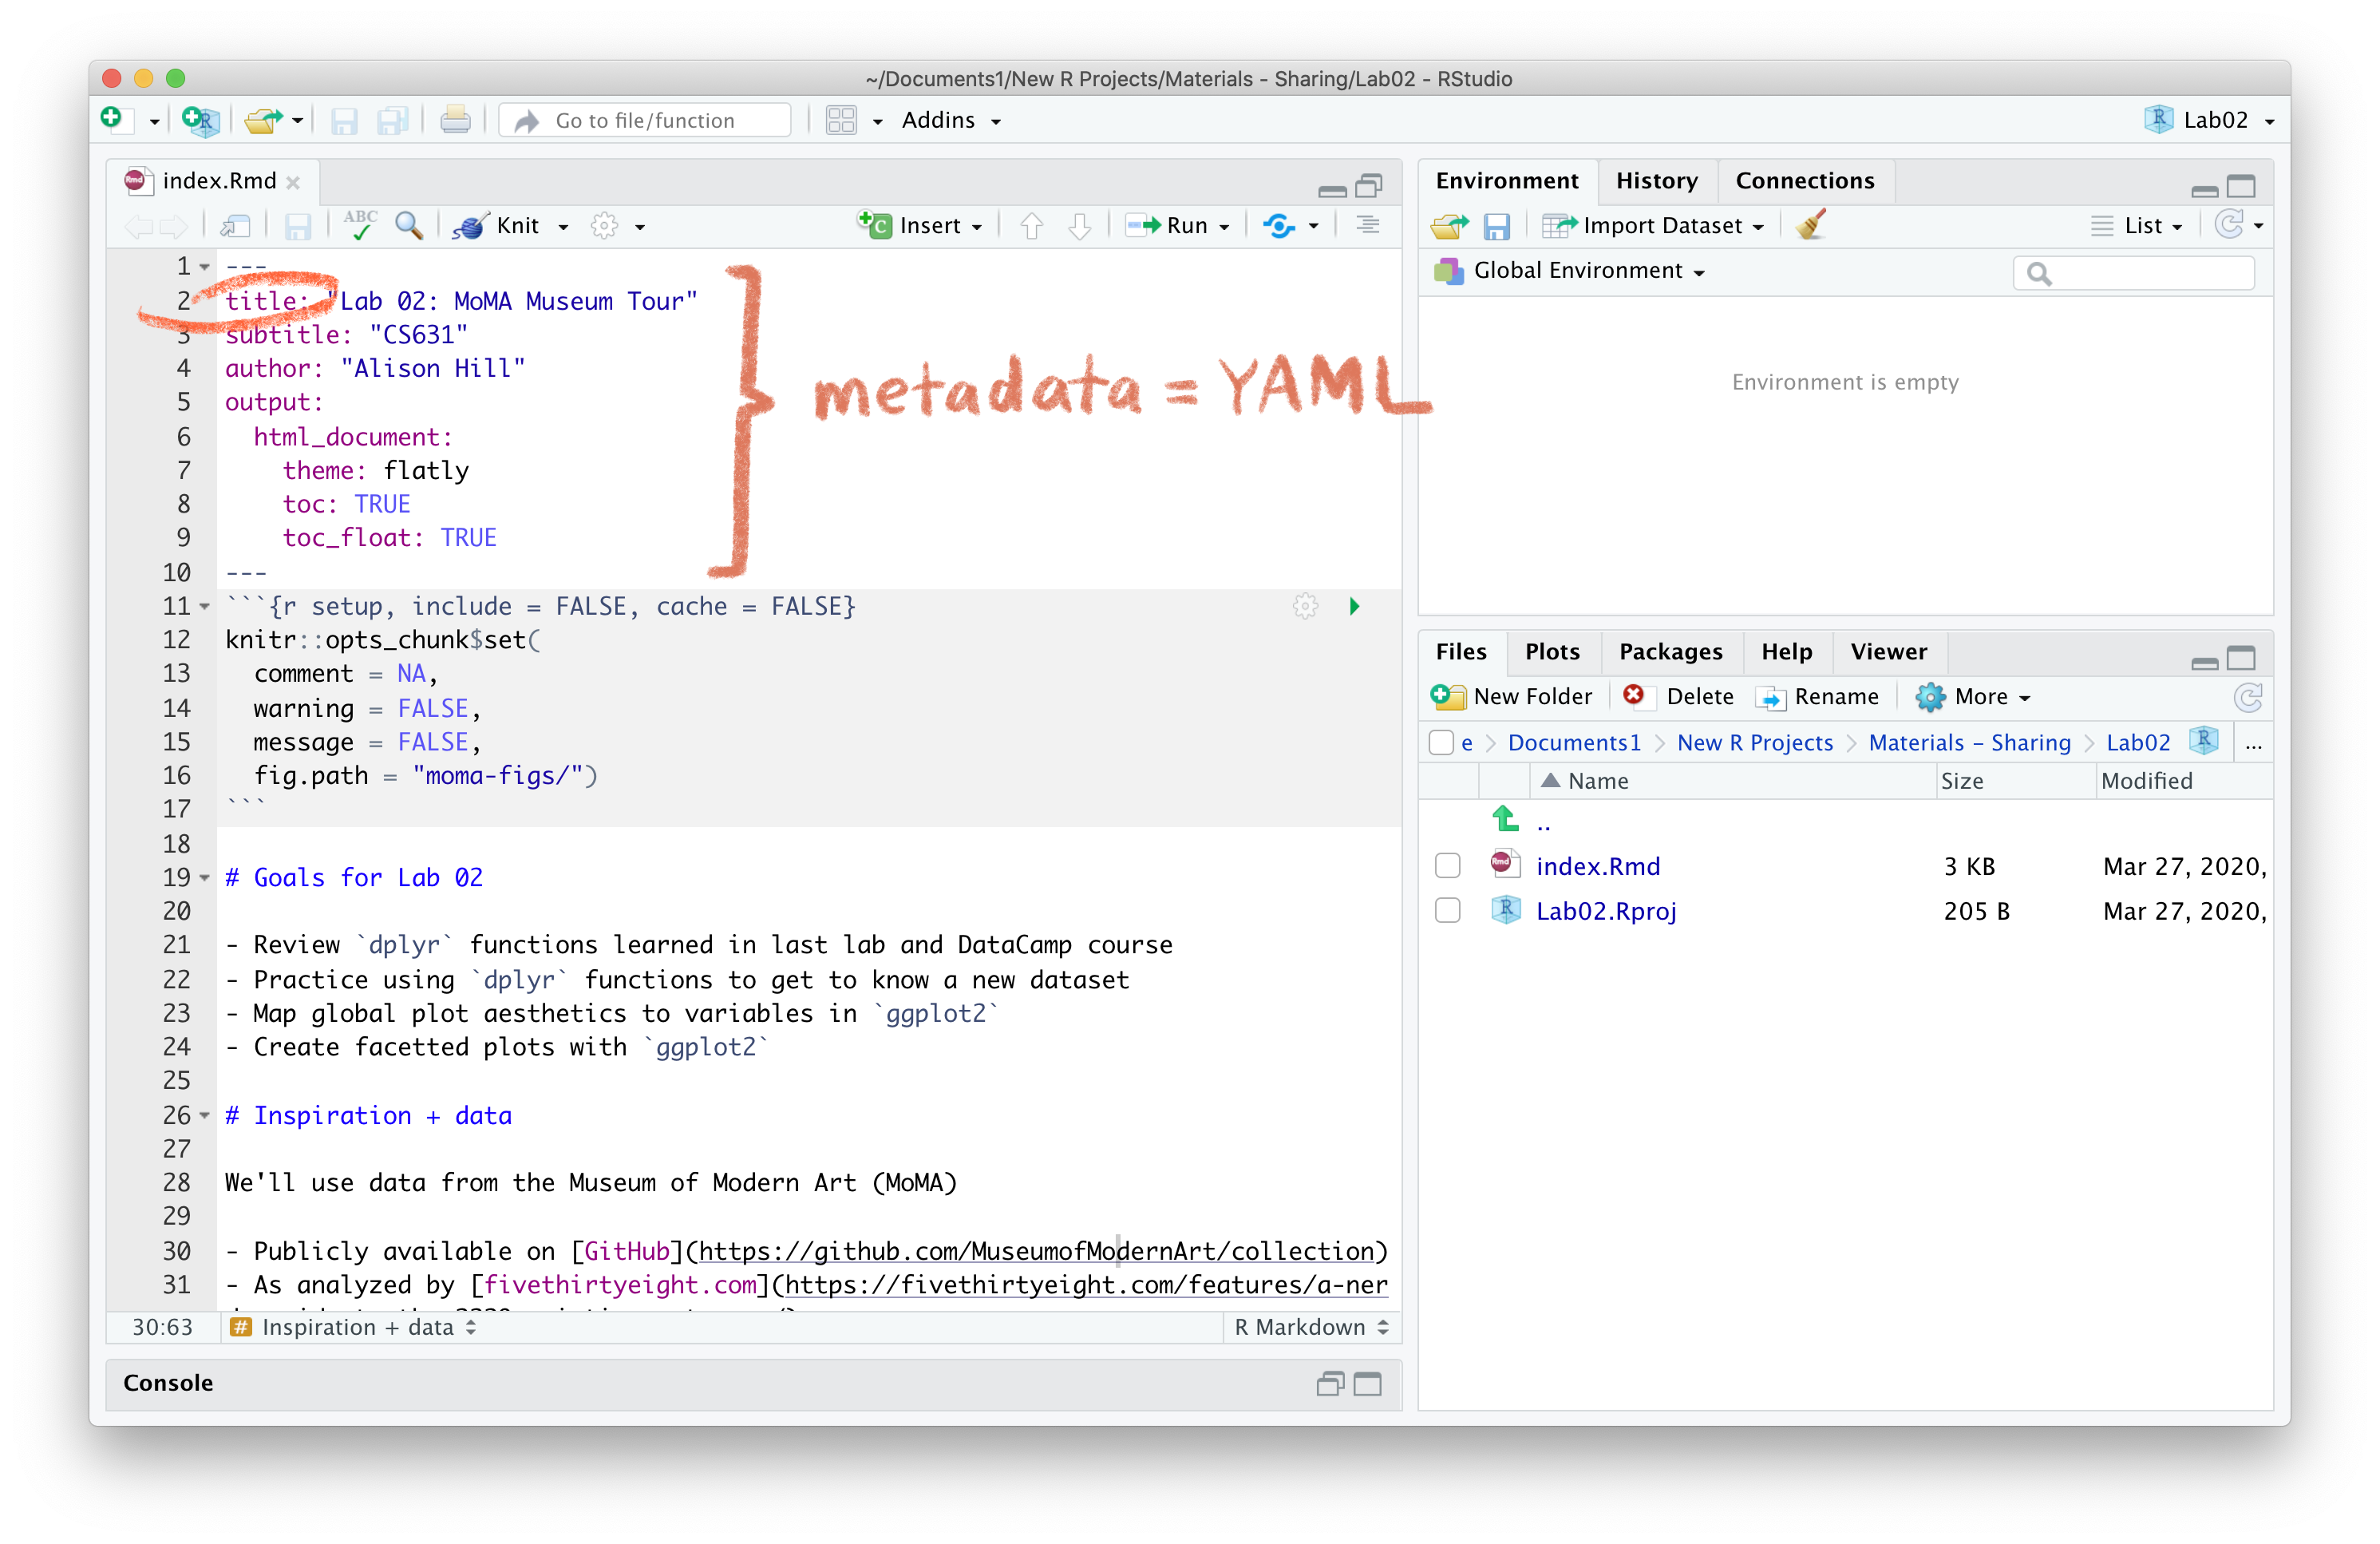 ~/Documents1/New R Projects/Materials - Sharing/Lab02 - RStudio
Go to file/function
Addins
Lab02
index.Rmd
ABC
Knit
Insert
Run
1 ---
2 title: "Lab 02: MoMA Museum Tour"
3 subtitle: "CS631"
4 author: "Alison Hill"
5 output:
6   html_document:
7     theme: flatly
8     toc: TRUE
9     toc_float: TRUE
10 ---
metadata = YAML
11 ```{r setup, include = FALSE, cache = FALSE}
12 knitr::opts_chunk$set(
13   comment = NA,
14   warning = FALSE,
15   message = FALSE,
16   fig.path = "moma-figs/")
17 ```
18
19 # Goals for Lab 02
20
21 - Review `dplyr` functions learned in last lab and DataCamp course
22 - Practice using `dplyr` functions to get to know a new dataset
23 - Map global plot aesthetics to variables in `ggplot2`
24 - Create facetted plots with `ggplot2`
25
26 # Inspiration + data
27
28 We'll use data from the Museum of Modern Art (MoMA)
29
30 - Publicly available on [GitHub](https://github.com/MuseumofModernArt/collection)
31 - As analyzed by [fivethirtyeight.com](https://fivethirtyeight.com/features/a-ner
30:63 # Inspiration + data R Markdown
Console
Environment History Connections
Import Dataset List
Global Environment
Environment is empty
Files Plots Packages Help Viewer
New Folder Delete Rename More
e Documents1 New R Projects Materials - Sharing Lab02 ...
Name Size Modified
..
index.Rmd 3 KB Mar 27, 2020,
Lab02.Rproj 205 B Mar 27, 2020,